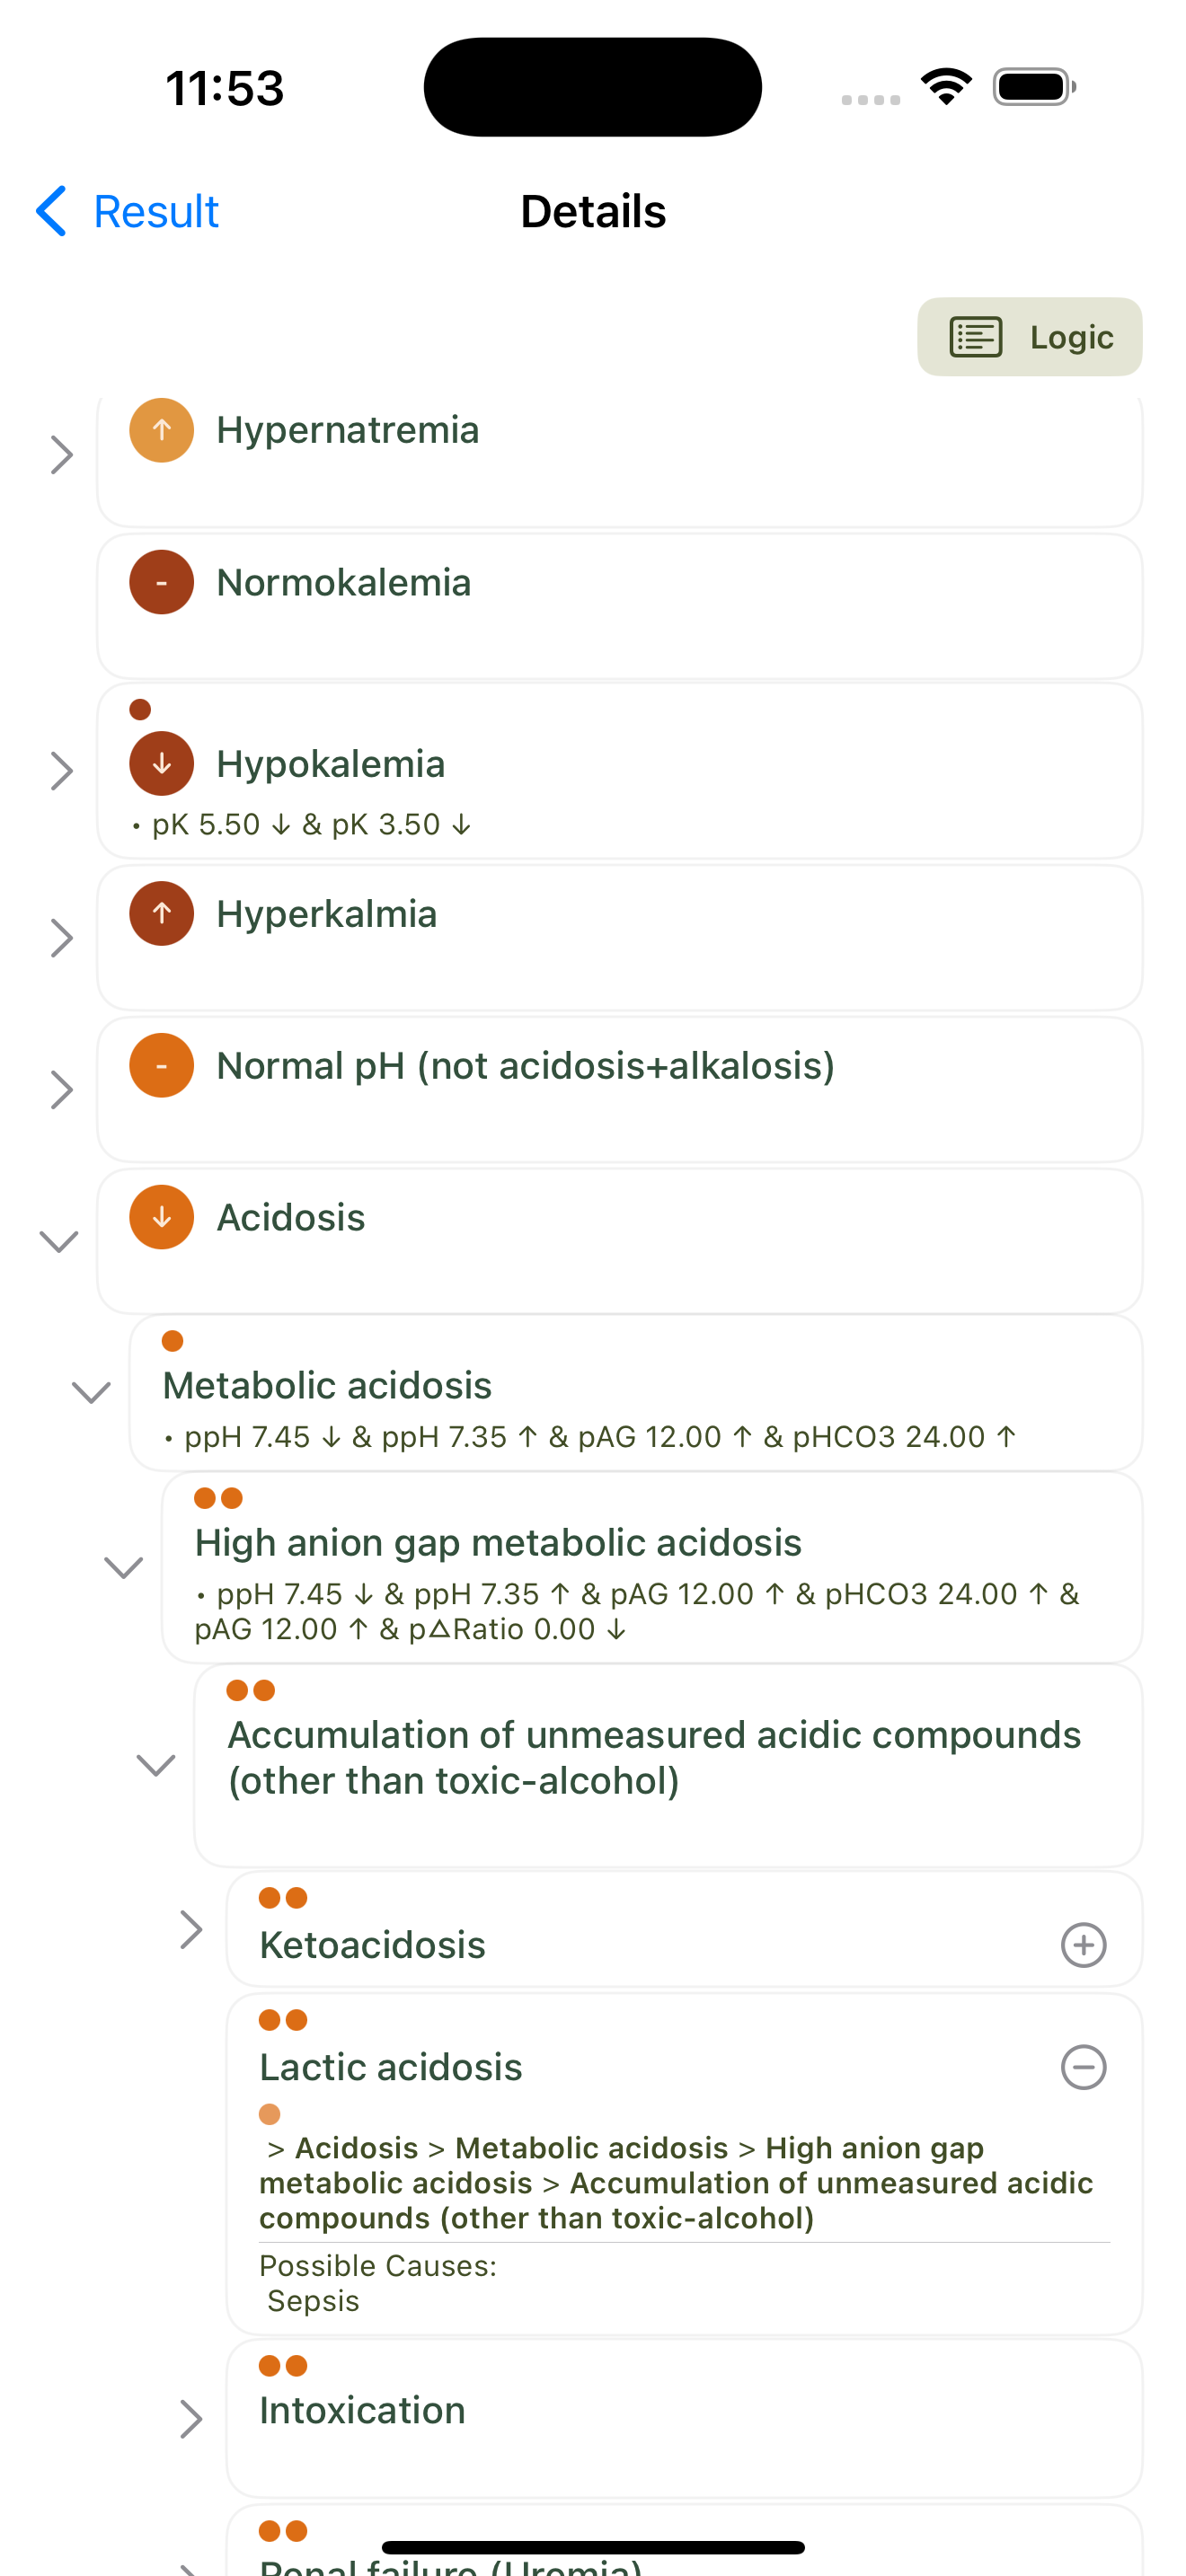 11:53
Result
Details
Logic
↑ Hypernatremia
- Normokalemia
↓ Hypokalemia
• pK 5.50 ↓ & pK 3.50 ↓
↑ Hyperkalmia
- Normal pH (not acidosis+alkalosis)
↓ Acidosis
Metabolic acidosis
• ppH 7.45 ↓ & ppH 7.35 ↑ & pAG 12.00 ↑ & pHCO3 24.00 ↑
High anion gap metabolic acidosis
• ppH 7.45 ↓ & ppH 7.35 ↑ & pAG 12.00 ↑ & pHCO3 24.00 ↑ &
pAG 12.00 ↑ & p△Ratio 0.00 ↓
Accumulation of unmeasured acidic compounds
(other than toxic-alcohol)
Ketoacidosis
Lactic acidosis
> Acidosis > Metabolic acidosis > High anion gap
metabolic acidosis > Accumulation of unmeasured acidic
compounds (other than toxic-alcohol)
Possible Causes:
Sepsis
Intoxication
Renal failure (Uremia)